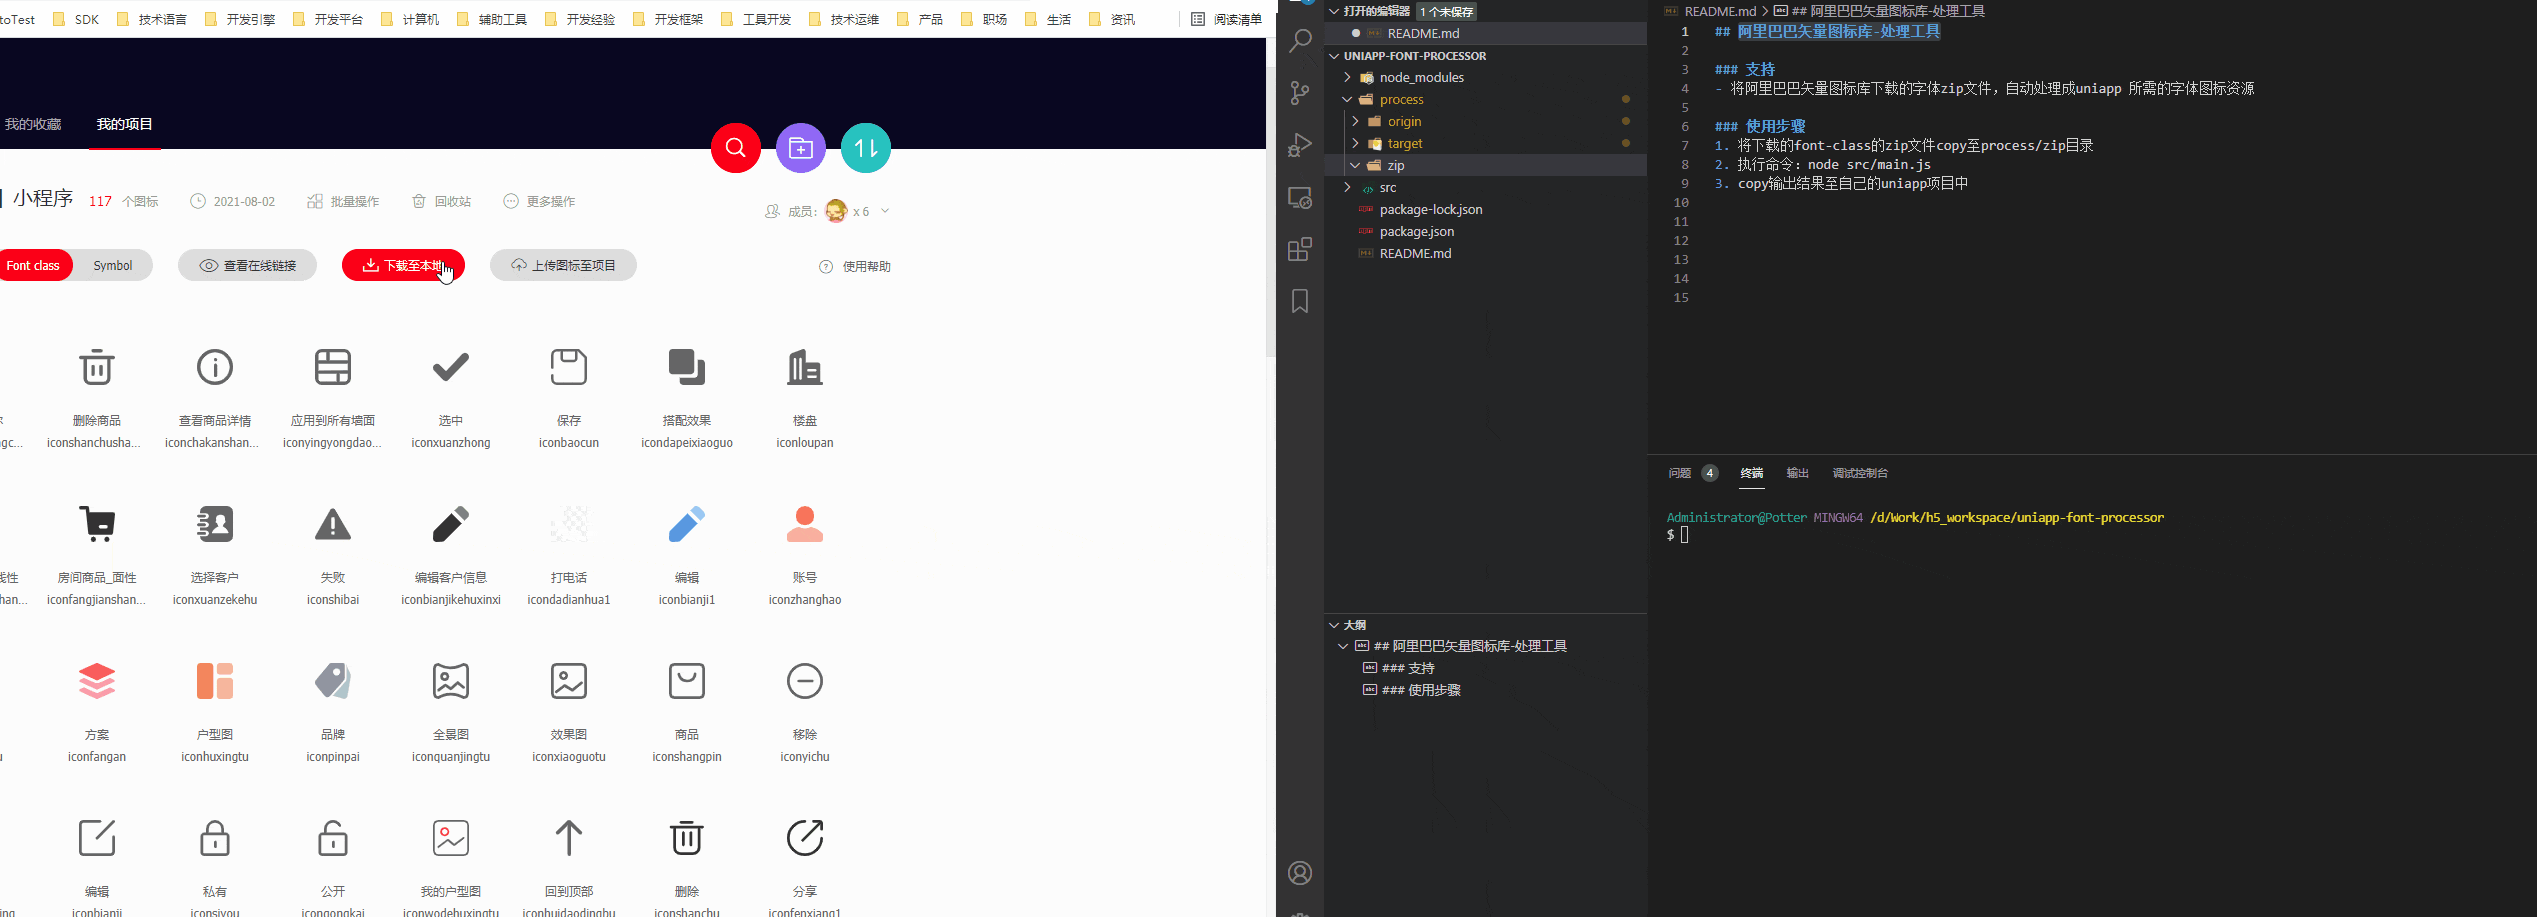 toTest SDK 技术语言 开发引擎 开发平台 计算机 辅助工具 开发经验 开发框架 工具开发 技术运维 产品 职场 生活 资讯 阅读清单
我的收藏 我的项目
小程序 117 个图标 2021-08-02 批量操作 回收站 更多操作
成员: x 6
Font class Symbol 查看在线链接 下载至本地 上传图标至项目 使用帮助
删除商品 查看商品详情 应用到所有墙面 选中 保存 搭配效果 楼盘
gc... iconshanchusha... iconchakanshan... iconyingyongdao... iconxuanzhong iconbaocun icondapeixiaoguo iconloupan
线性 房间商品_面性 选择客户 失败 编辑客户信息 打电话 编辑 账号
han... iconfangjianshan... iconxuanzekehu iconshibai iconbianjikehuxinxi icondadianhua1 iconbianji1 iconzhanghao
方案 户型图 品牌 全景图 效果图 商品 移除
iconfangan iconhuxingtu iconpinpai iconquanjingtu iconxiaoguotu iconshangpin iconyichu
编辑 私有 公开 我的户型图 回到顶部 删除 分享
ing iconbianji iconsiyou icongongkai iconwodehuxingtu iconhuidaodingbu iconshanchu iconfenxiang1
打开的编辑器 1 个未保存
README.md
UNIAPP-FONT-PROCESSOR
node_modules
process
origin
target
zip
src
package-lock.json
package.json
README.md
大纲
## 阿里巴巴矢量图标库-处理工具
### 支持
### 使用步骤
README.md > ## 阿里巴巴矢量图标库-处理工具
1 ## 阿里巴巴矢量图标库-处理工具
2
3 ### 支持
4 - 将阿里巴巴矢量图标库下载的字体zip文件，自动处理成uniapp 所需的字体图标资源
5
6 ### 使用步骤
7 1. 将下载的font-class的zip文件copy至process/zip目录
8 2. 执行命令：node src/main.js
9 3. copy输出结果至自己的uniapp项目中
10
11
12
13
14
15
问题 4 终端 输出 调试控制台
Administrator@Potter MINGW64 /d/Work/h5_workspace/uniapp-font-processor
$